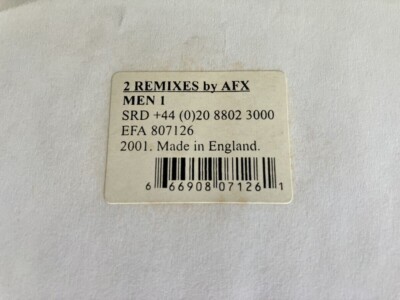 2 REMIXES by AFX
MEN 1
SRD +44 (0)20 8802 3000
EFA 807126
2001. Made in England.
6 66908 07126 1